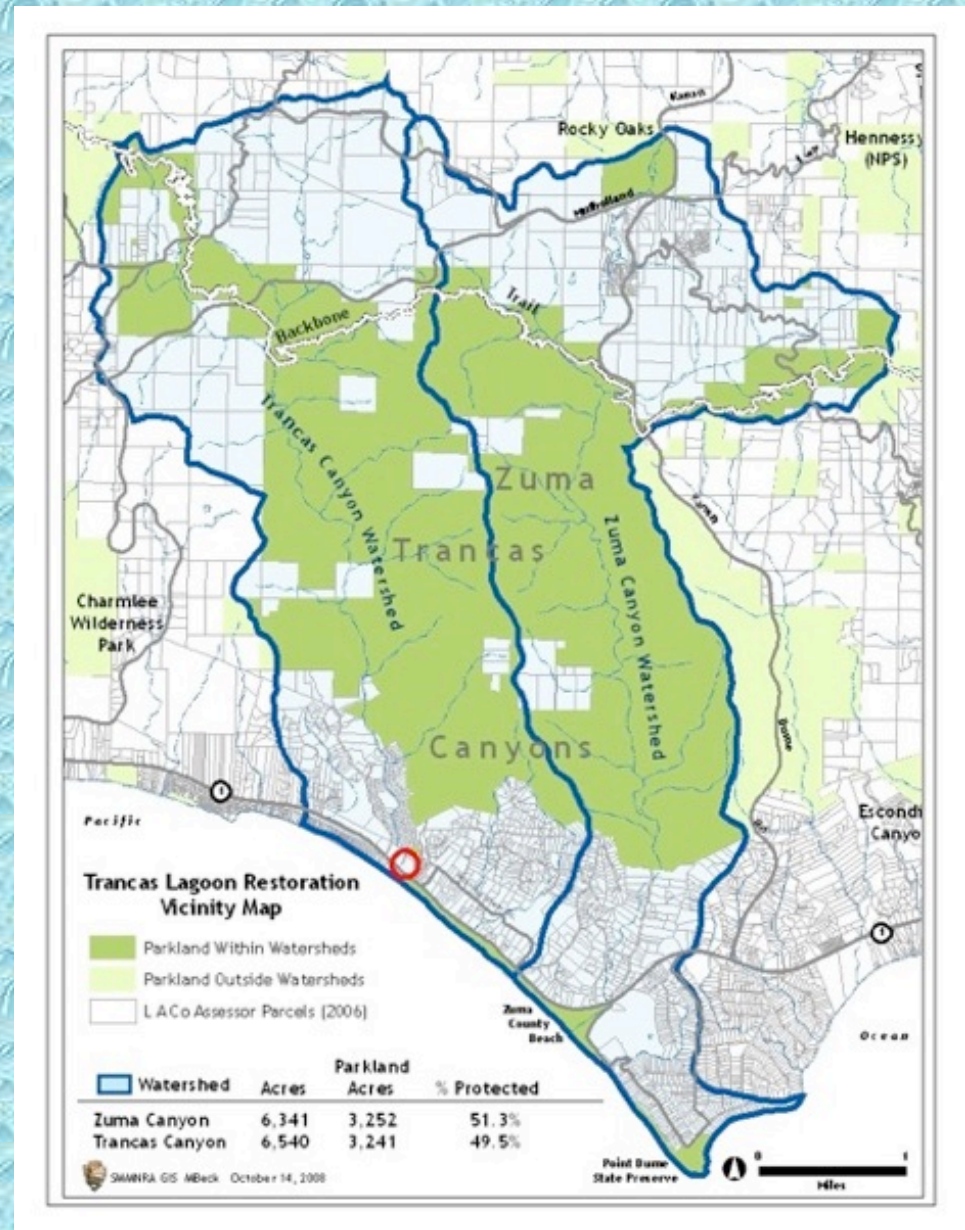 Kanan
Rocky Oaks
Hennessy
(NPS)
Mulholland
Backbone
Trail
Trancas Canyon Watershed
Zuma
Trancas
Canyons
Zuma Canyon Watershed
Kanan
Dume
Rd
Charmlee
Wilderness
Park
1
Pacific
Escondi
Canyo
1
Ocean
Trancas Lagoon Restoration
Vicinity Map
Parkland Within Watersheds
Parkland Outside Watersheds
LACo Assessor Parcels (2006)
Zuma
County
Beach
Watershed Acres Parkland Acres % Protected
Zuma Canyon 6,341 3,252 51.3%
Trancas Canyon 6,540 3,241 49.5%
SMMNRA GIS MBeck October 14, 2008
Point Dume
State Preserve
0 1
Miles